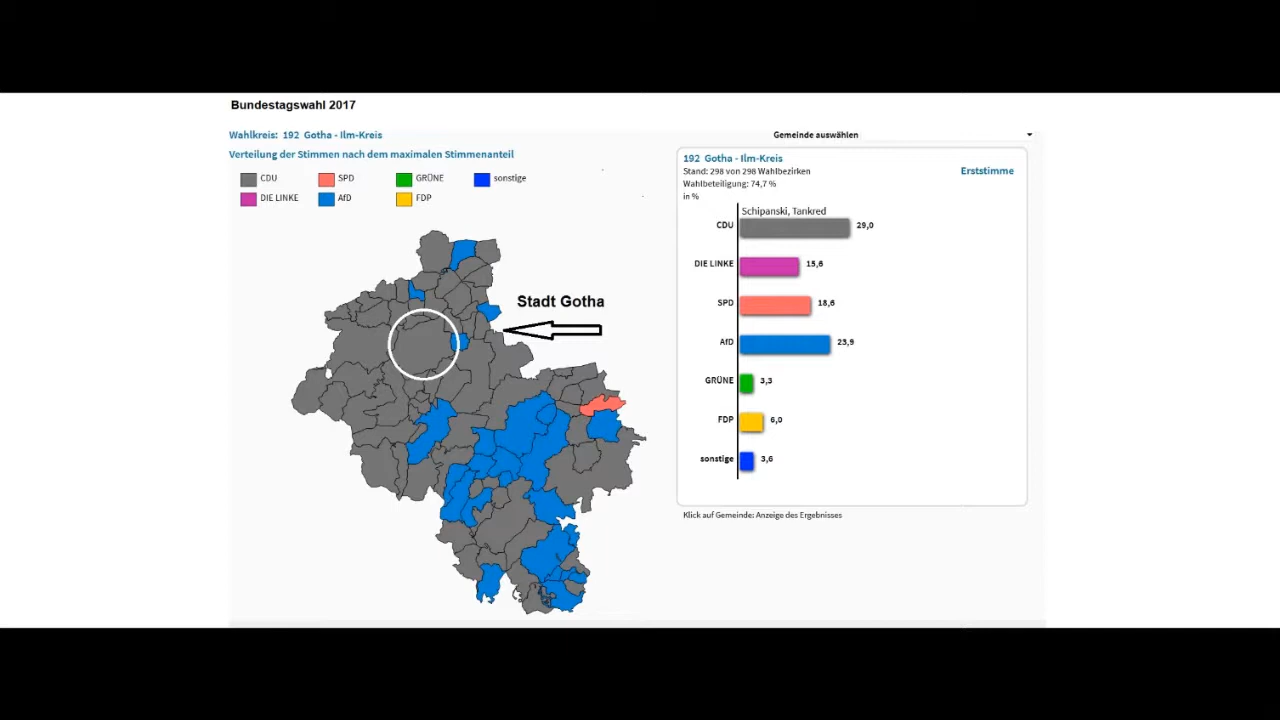 Bundestagswahl 2017
Wahlkreis: 192 Gotha - Ilm-Kreis
Gemeinde auswählen
Verteilung der Stimmen nach dem maximalen Stimmenanteil
CDU
SPD
GRÜNE
sonstige
DIE LINKE
AfD
FDP
Stadt Gotha
192 Gotha - Ilm-Kreis
Stand: 298 von 298 Wahlbezirken
Erststimme
Wahlbeteiligung: 74,7 %
in %
Schipanski, Tankred
CDU 29,0
DIE LINKE 15,6
SPD 18,6
AfD 23,9
GRÜNE 3,3
FDP 6,0
sonstige 3,6
Klick auf Gemeinde: Anzeige des Ergebnisses